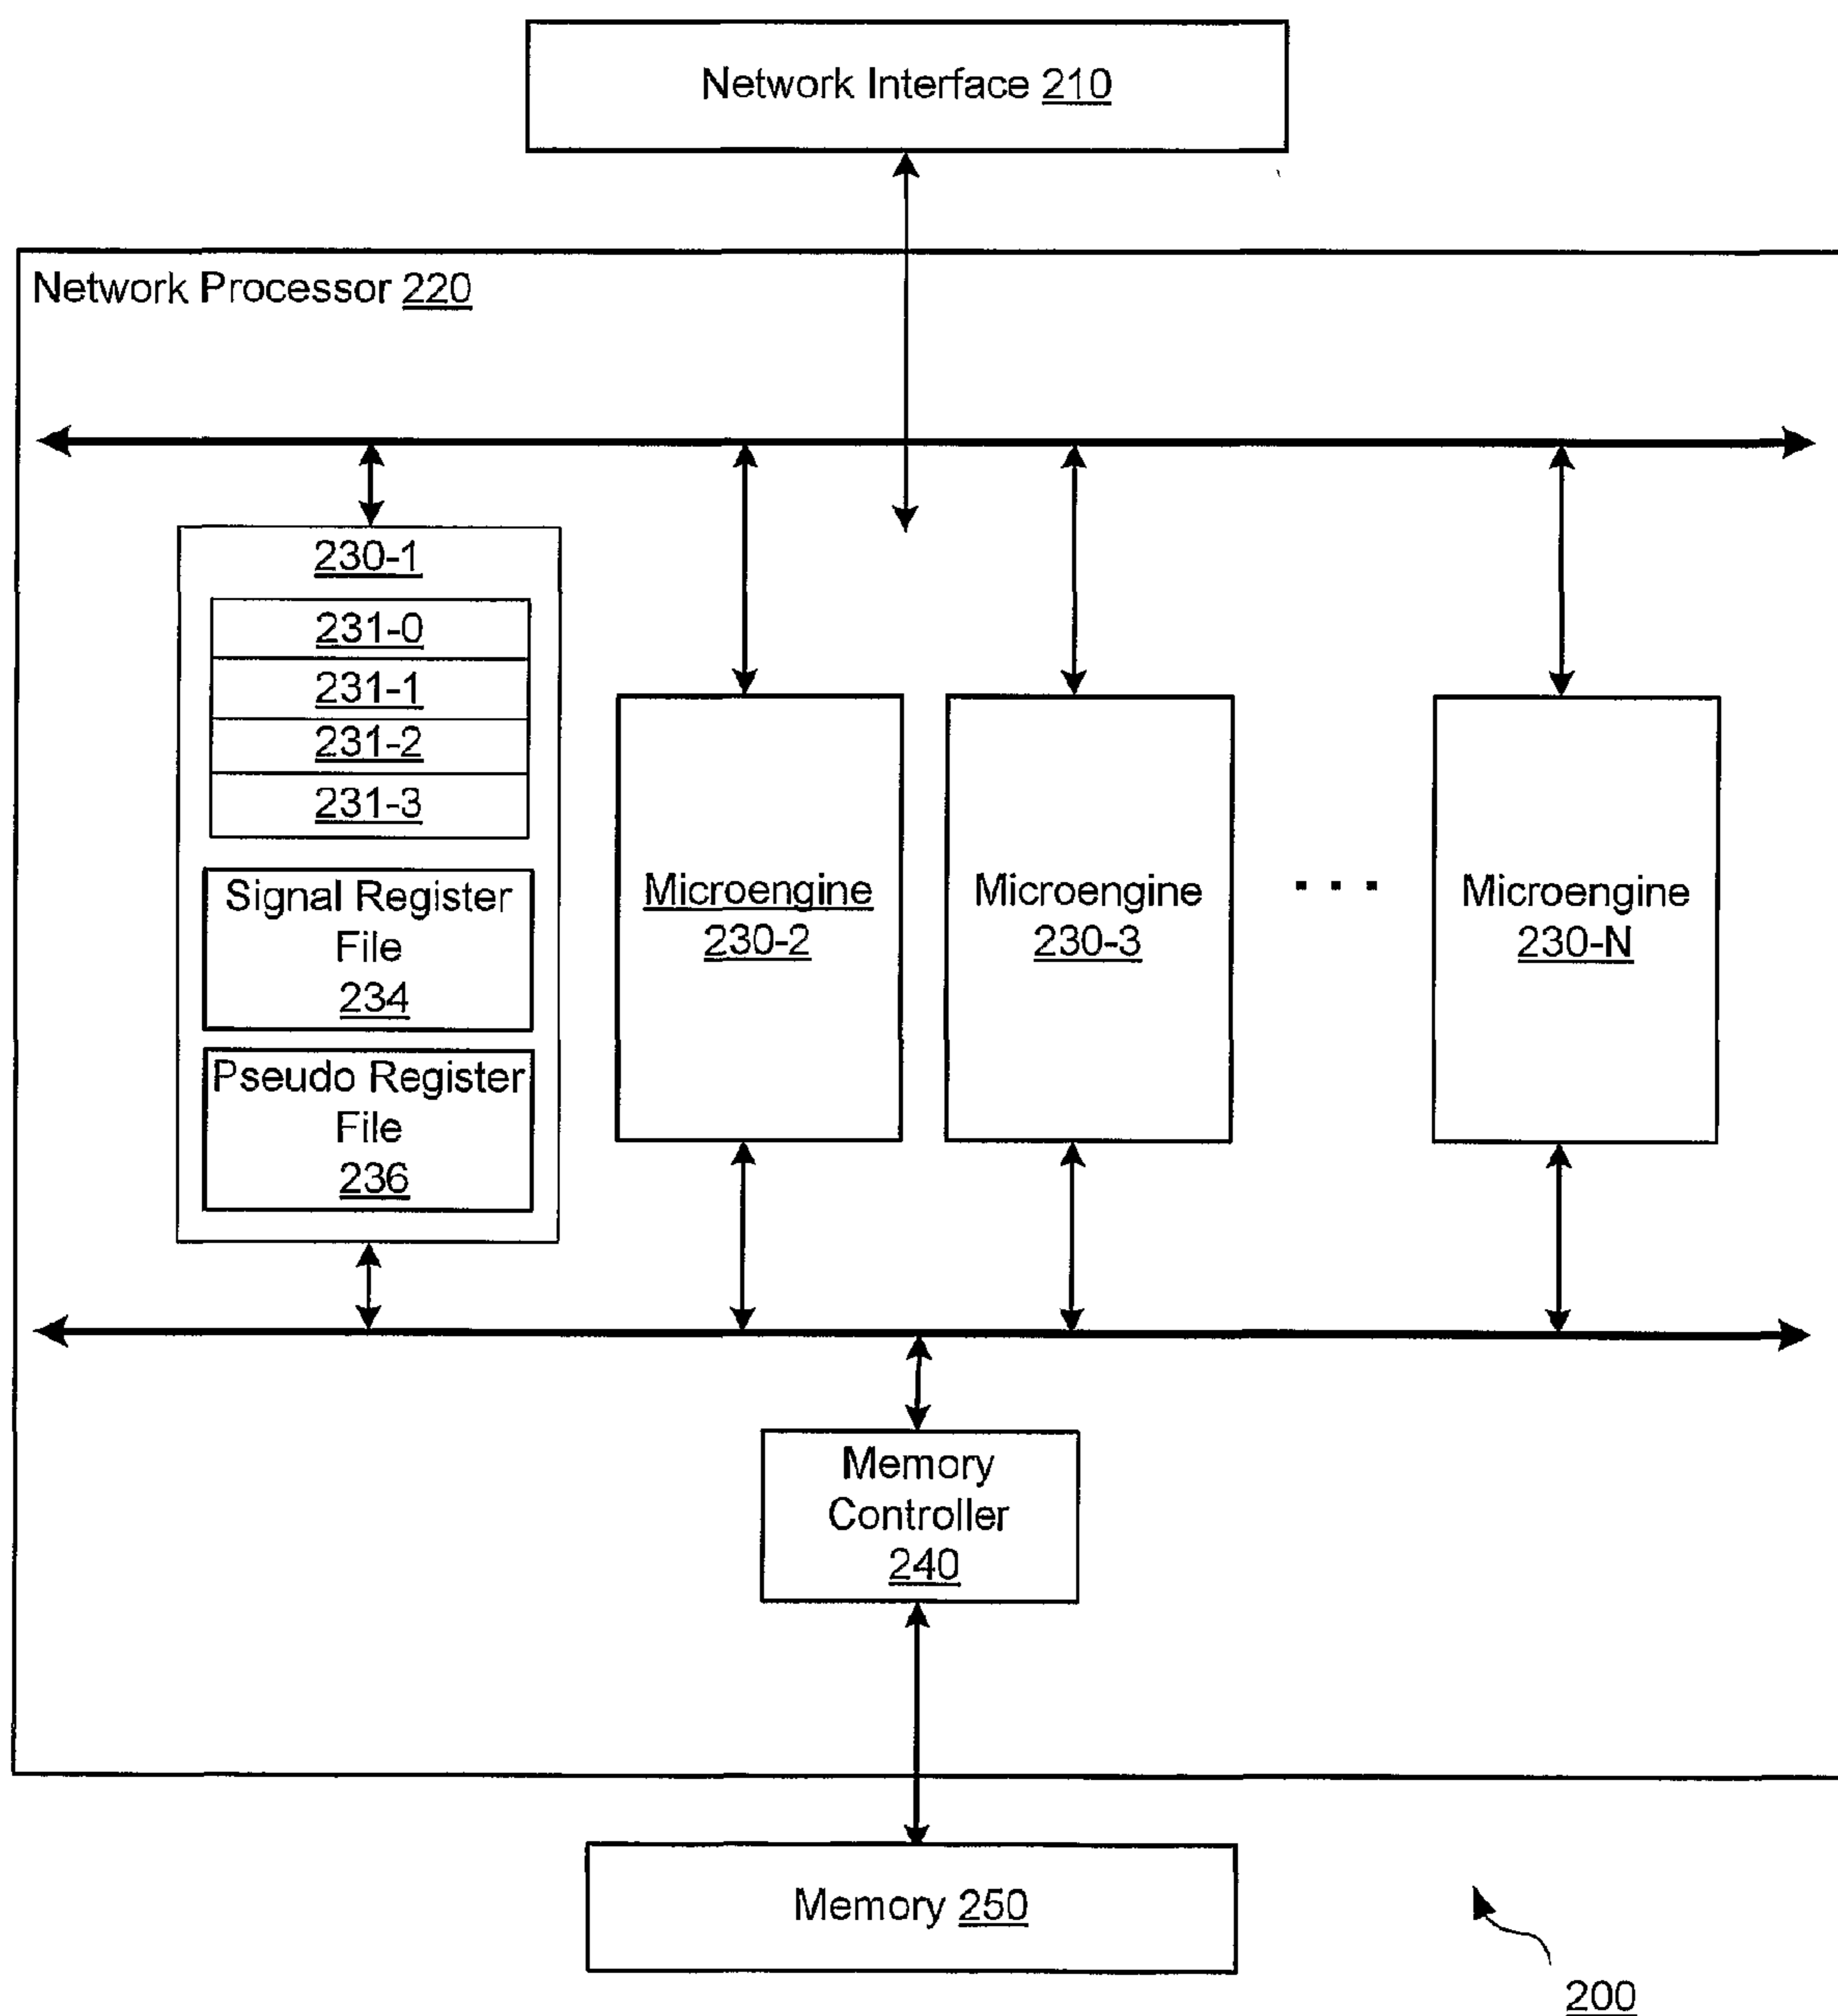 Network Interface 210
Network Processor 220
230-1
231-0
231-1
231-2
231-3
Signal Register
File
234
Pseudo Register
File
236
Microengine
230-2
Microengine
230-3
. . .
Microengine
230-N
Memory
Controller
240
Memory 250
200